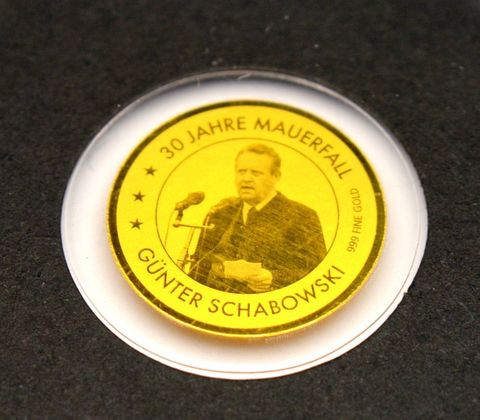 30 JAHRE MAUERFALL
999 FINE GOLD
GÜNTER SCHABOWSKI